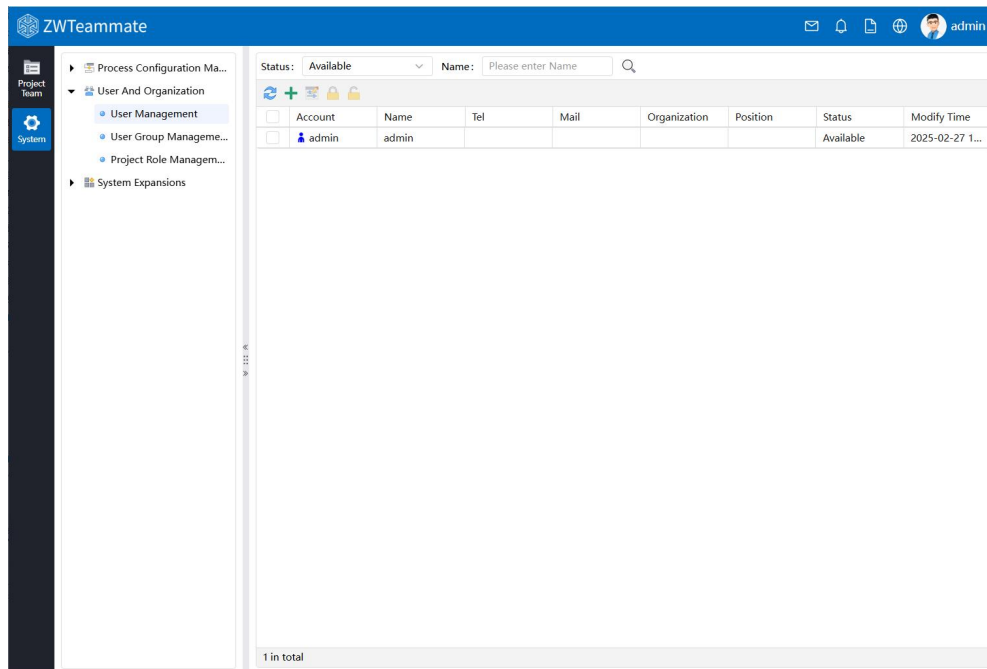 ZWTeammate
admin
Project Team
System
Process Configuration Ma...
User And Organization
User Management
User Group Manageme...
Project Role Managem...
System Expansions
Status: Available Name: Please enter Name
Account Name Tel Mail Organization Position Status Modify Time
admin admin Available 2025-02-27 1...
1 in total